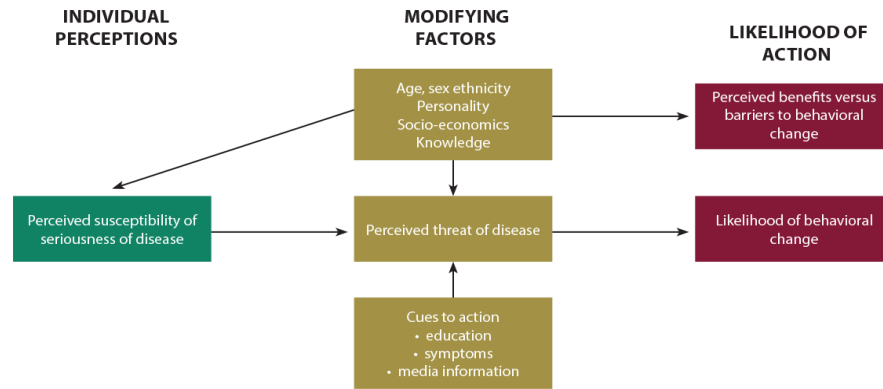 INDIVIDUAL
PERCEPTIONS
MODIFYING
FACTORS
LIKELIHOOD OF
ACTION
Age, sex ethnicity
Personality
Socio-economics
Knowledge
Perceived benefits versus
barriers to behavioral
change
Perceived susceptibility of
seriousness of disease
Perceived threat of disease
Likelihood of behavioral
change
Cues to action
• education
• symptoms
• media information